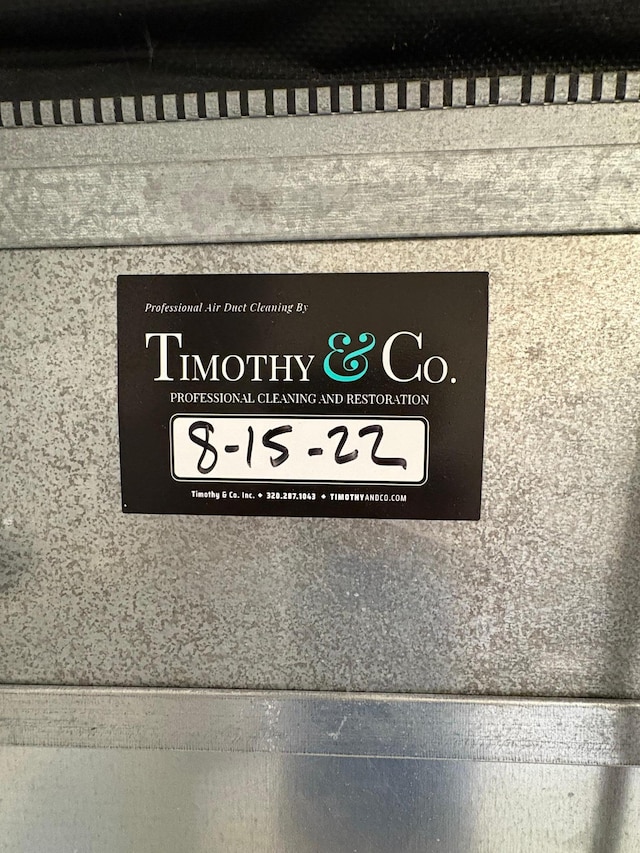 Professional Air Duct Cleaning By
TIMOTHY & CO.
PROFESSIONAL CLEANING AND RESTORATION
8-15-22
Timothy & Co. Inc. ◆ 320.287.1043 ◆ TIMOTHYANDCO.COM